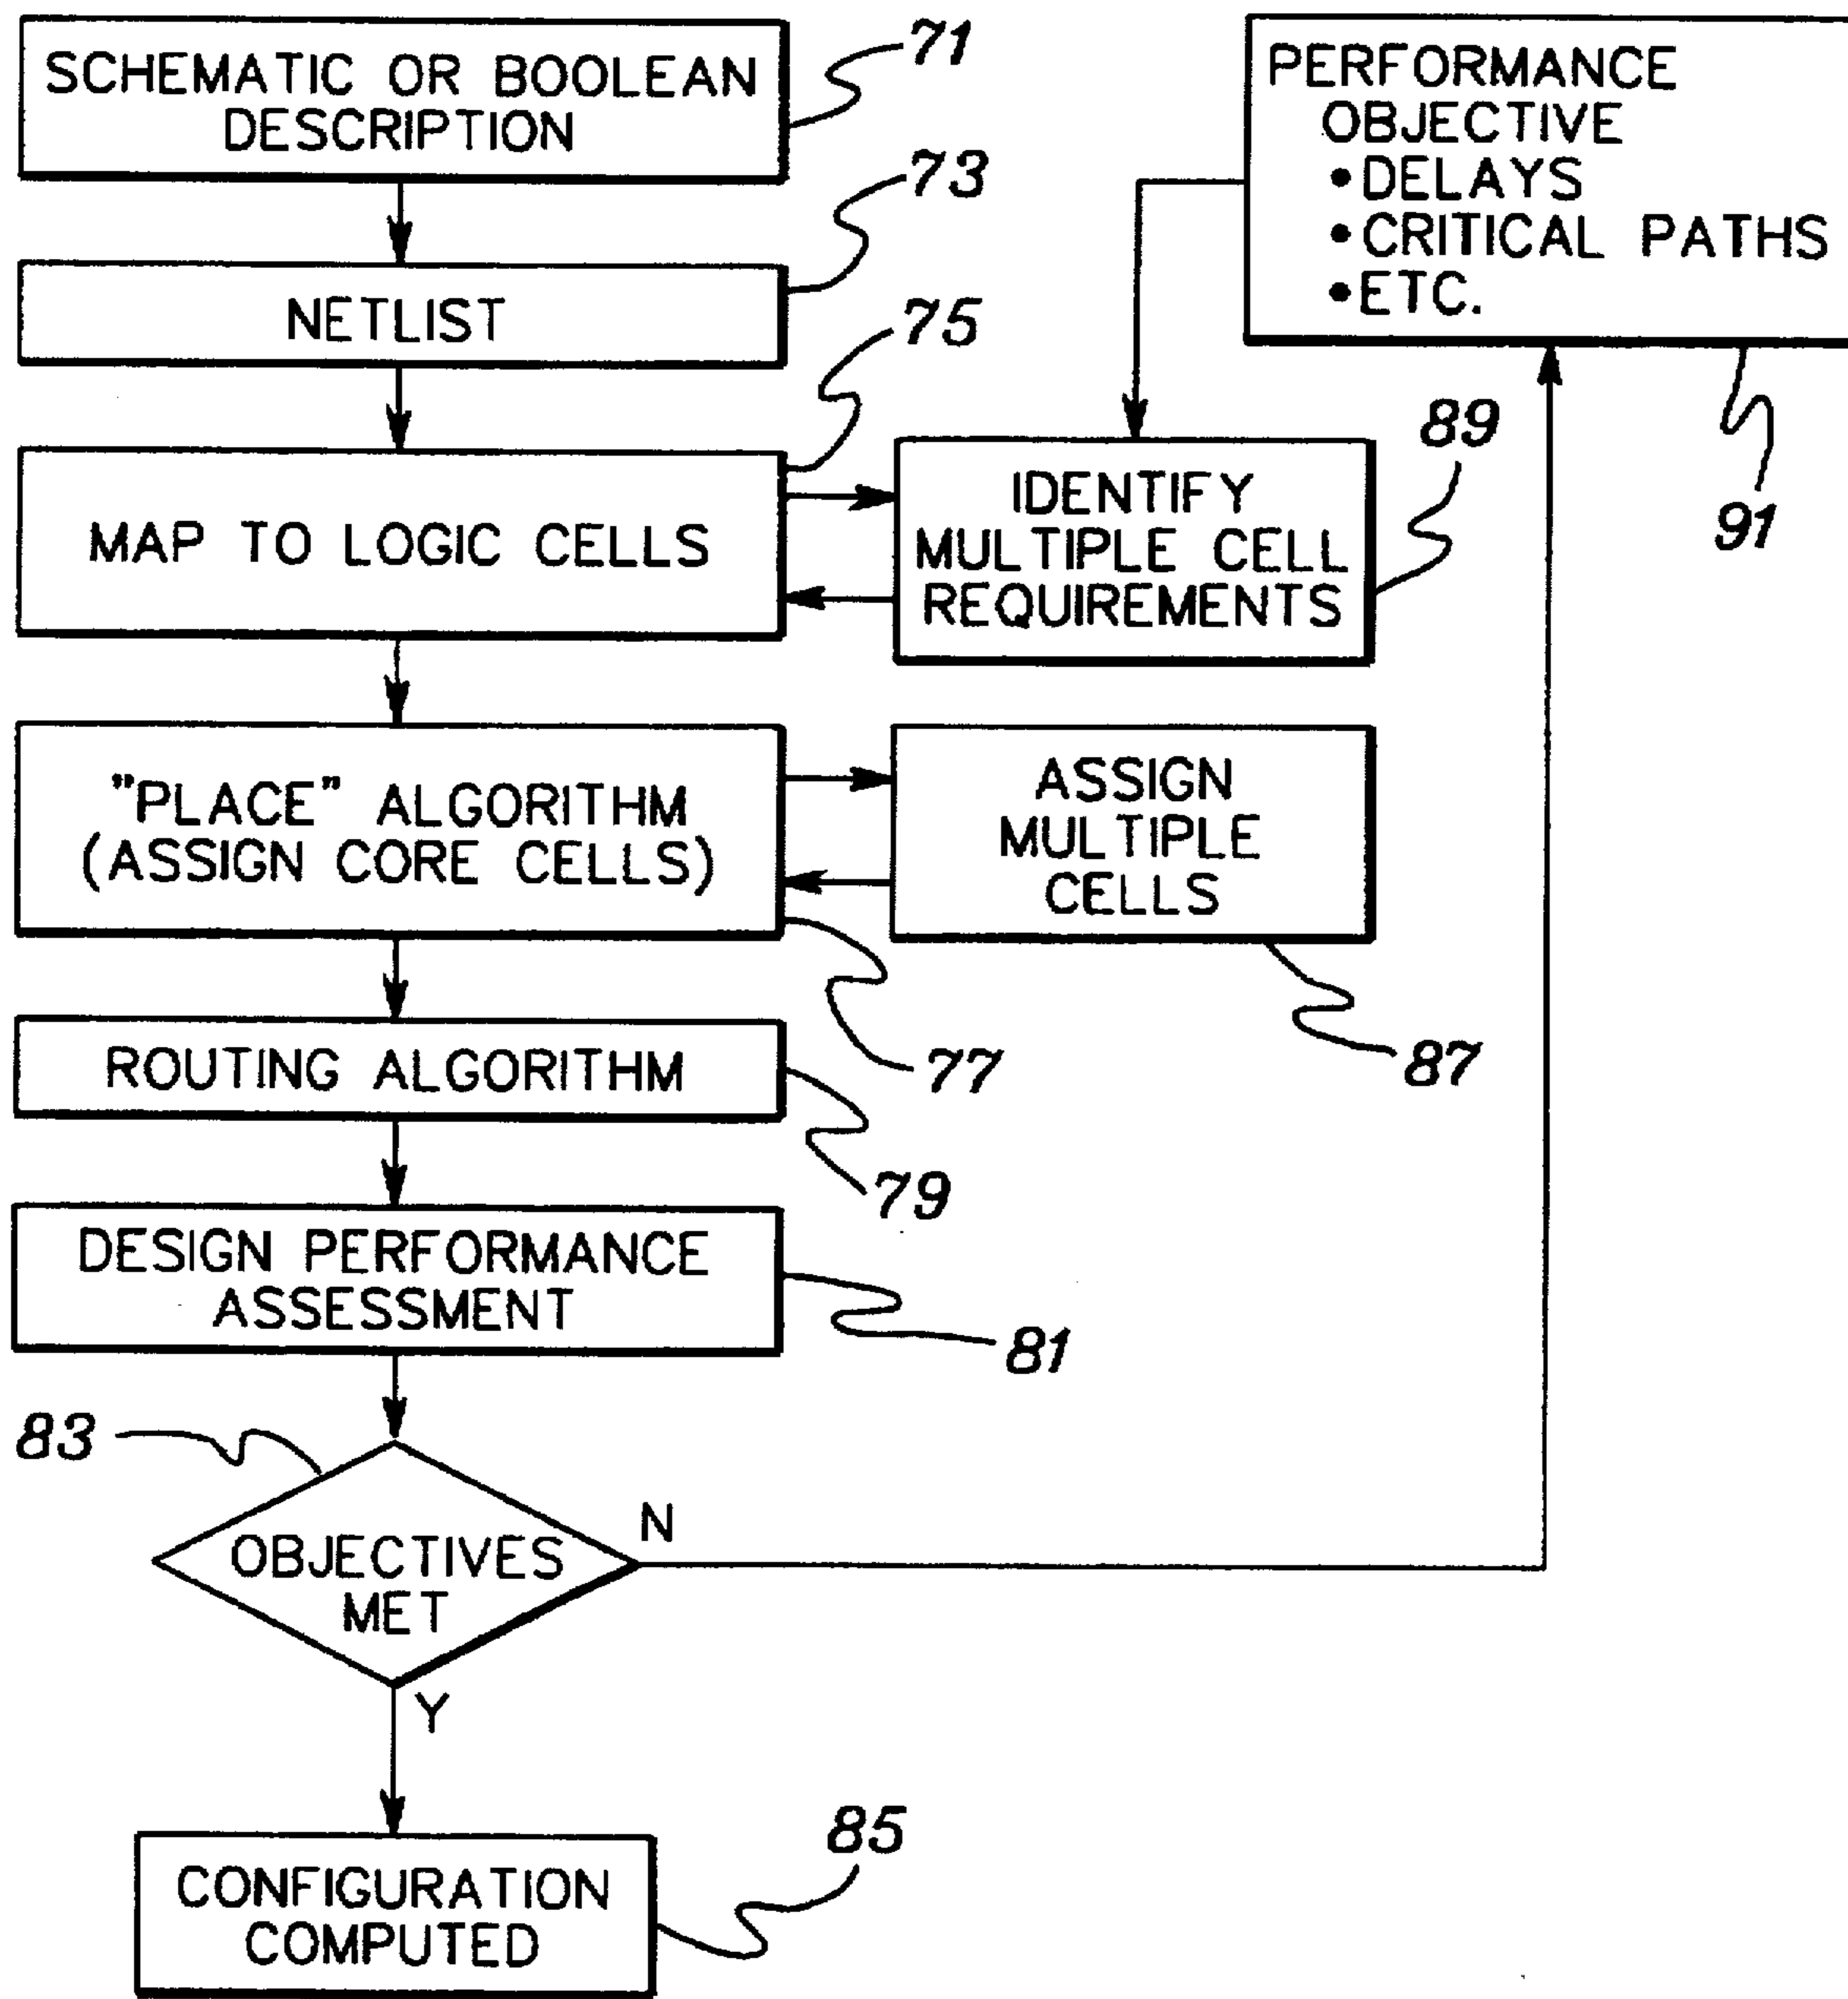 SCHEMATIC OR BOOLEAN
DESCRIPTION
71
PERFORMANCE
OBJECTIVE
•DELAYS
•CRITICAL PATHS
•ETC.
91
NETLIST
73
MAP TO LOGIC CELLS
75
IDENTIFY
MULTIPLE CELL
REQUIREMENTS
89
"PLACE" ALGORITHM
(ASSIGN CORE CELLS)
77
ASSIGN
MULTIPLE
CELLS
87
ROUTING ALGORITHM
79
DESIGN PERFORMANCE
ASSESSMENT
81
83
OBJECTIVES
MET
N
Y
CONFIGURATION
COMPUTED
85